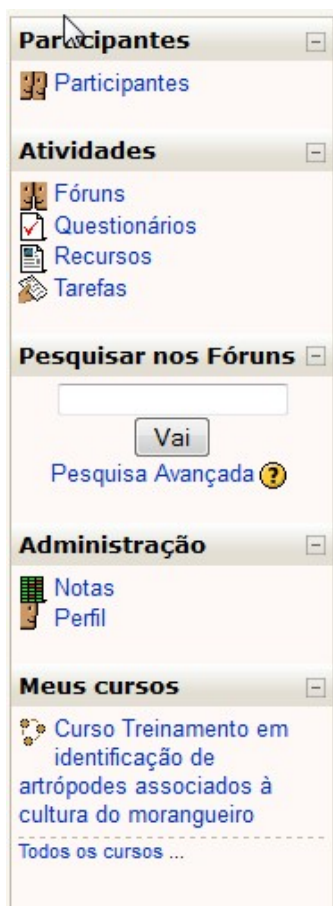 Participantes
Participantes
Atividades
Fóruns
Questionários
Recursos
Tarefas
Pesquisar nos Fóruns
Vai
Pesquisa Avançada ?
Administração
Notas
Perfil
Meus cursos
Curso Treinamento em
identificação de
artrópodes associados à
cultura do morangueiro
Todos os cursos ...